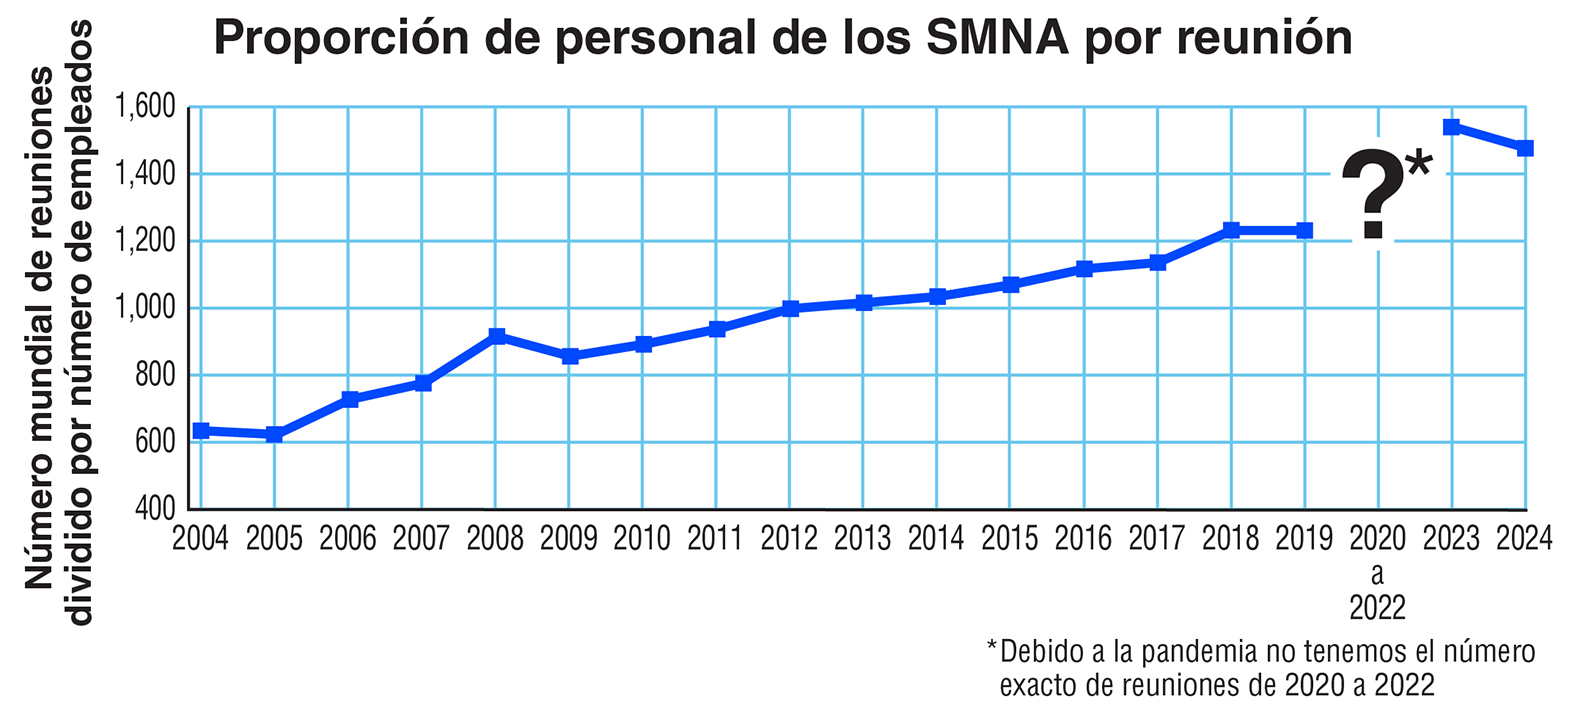 Proporción de personal de los SMNA por reunión
Número mundial de reuniones
dividido por número de empleados
1,600
1,400
1,200
1,000
800
600
400
?*
2004 2005 2006 2007 2008 2009 2010 2011 2012 2013 2014 2015 2016 2017 2018 2019 2020 2023 2024
a
2022
*Debido a la pandemia no tenemos el número
exacto de reuniones de 2020 a 2022